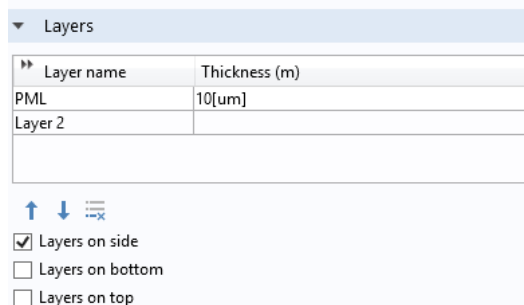 Layers
Layer name Thickness (m)
PML 10[um]
Layer 2
Layers on side
Layers on bottom
Layers on top